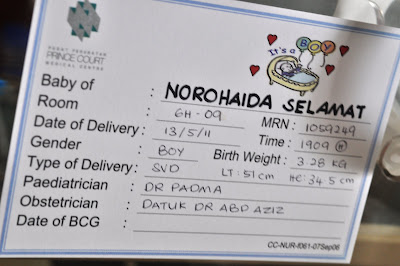 It's a BOY
PUSAT PERUBATAN
PRINCE COURT
MEDICAL CENTRE
Baby of : NOROHAIDA SELAMAT
Room : 6H-09 MRN : 1059249
Date of Delivery : 13/5/11 Time : 1909 H
Gender : BOY Birth Weight : 3.28 KG
Type of Delivery : SVD LT: 51 cm HC: 34.5 cm
Paediatrician : DR PADMA
Obstetrician : DATUK DR ABD AZIZ
Date of BCG :
CC-NUR-f061-07Sep06